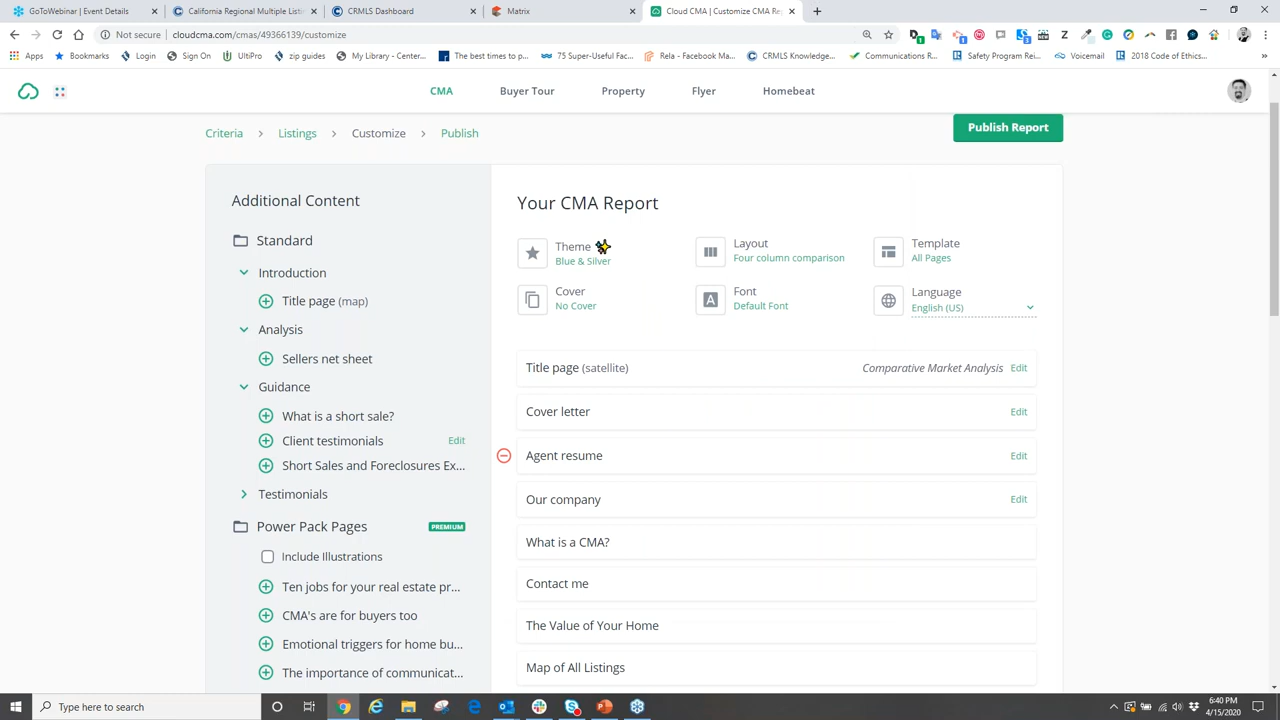 GoToWebinar | Event Details
California Regional Multiple Listin
CRMLS Dashboard
Matrix
Cloud CMA | Customize CMA Re
Not secure
cloudcma.com/cmas/49366139/customize
Apps
Bookmarks
Login
Sign On
UltiPró
zip guides
CE Library - Center...
The best times to p...
75 Super-Useful Fac...
Rela - Facebook Ma...
CRMLS Knowledge...
Communications R...
Safety Program Rei...
Voicemail
2018 Code of Ethics...
CMA
Buyer Tour
Property
Flyer
Homebeat
Criteria > Listings > Customize > Publish
Publish Report
Additional Content
Standard
Introduction
Title page (map)
Analysis
Sellers net sheet
Guidance
What is a short sale?
Client testimonials Edit
Short Sales and Foreclosures Ex...
Testimonials
Power Pack Pages PREMIUM
Include Illustrations
Ten jobs for your real estate pr...
CMA's are for buyers too
Emotional triggers for home bu...
The importance of communicat...
Your CMA Report
Theme
Blue & Silver
Layout
Four column comparison
Template
All Pages
Cover
No Cover
Font
Default Font
Language
English (US)
Title page (satellite) Comparative Market Analysis Edit
Cover letter Edit
Agent resume Edit
Our company Edit
What is a CMA?
Contact me
The Value of Your Home
Map of All Listings
Type here to search
6:40 PM
4/15/2020